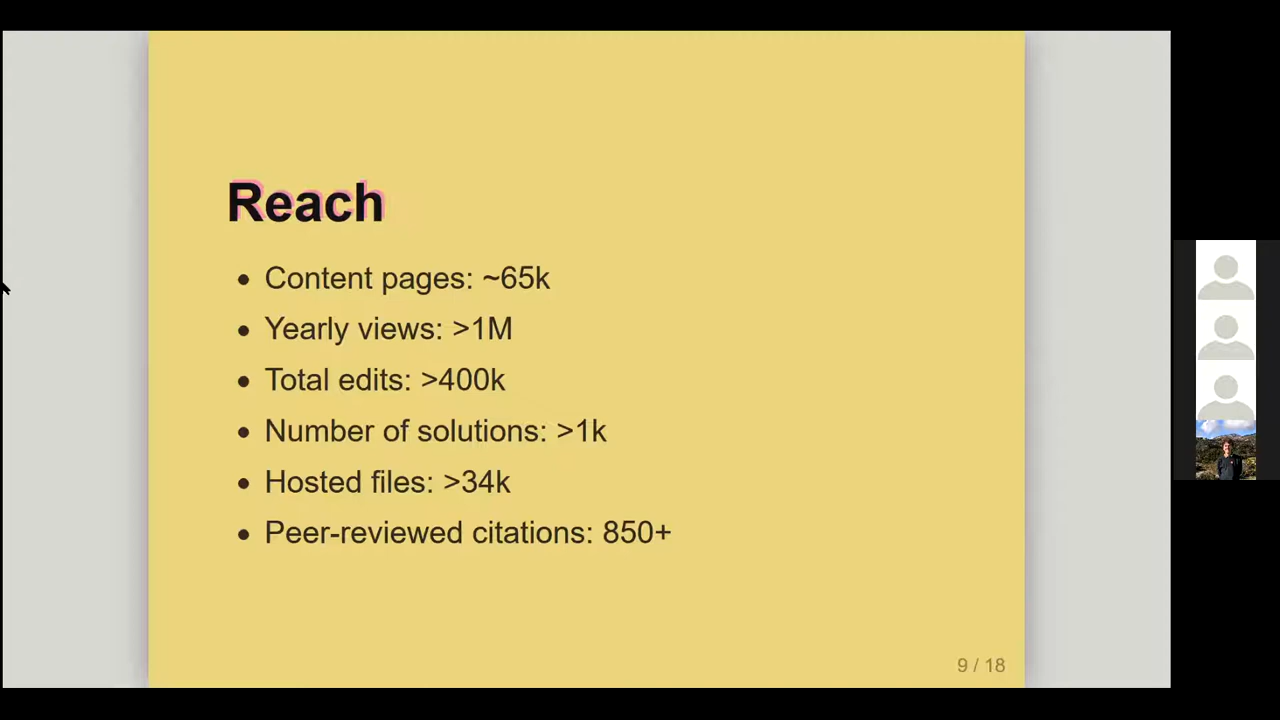 Reach
Content pages: ~65k
Yearly views: >1M
Total edits: >400k
Number of solutions: >1k
Hosted files: >34k
Peer-reviewed citations: 850+
9 / 18